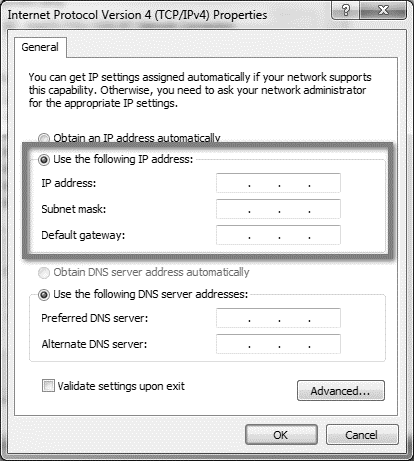 Internet Protocol Version 4 (TCP/IPv4) Properties
General
You can get IP settings assigned automatically if your network supports
this capability. Otherwise, you need to ask your network administrator
for the appropriate IP settings.
Obtain an IP address automatically
Use the following IP address:
IP address:
Subnet mask:
Default gateway:
Obtain DNS server address automatically
Use the following DNS server addresses:
Preferred DNS server:
Alternate DNS server:
Validate settings upon exit
Advanced...
OK
Cancel